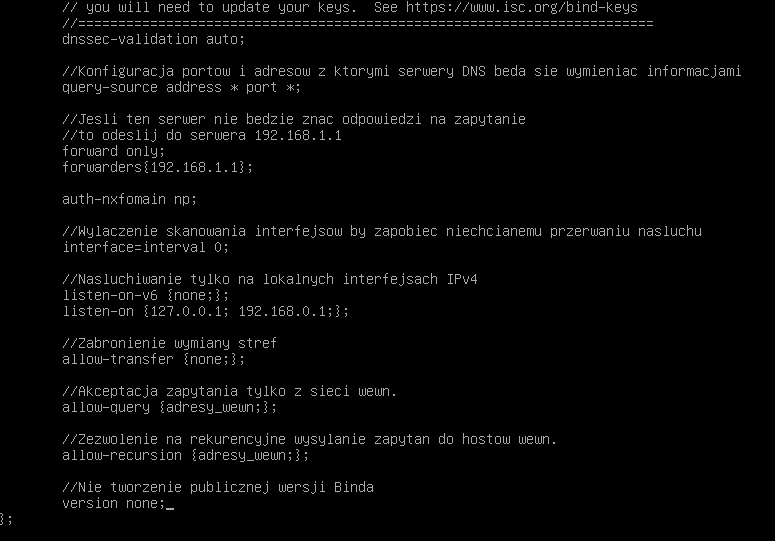 // you will need to update your keys.  See https://www.isc.org/bind-keys
//========================================================================
dnssec-validation auto;
//Konfiguracja portow i adresow z ktorymi serwery DNS beda sie wymieniac informacjami
query-source address * port *;
//Jesli ten serwer nie bedzie znac odpowiedzi na zapytanie
//to odeslij do serwera 192.168.1.1
forward only;
forwarders{192.168.1.1};
auth-nxfomain np;
//Wylaczenie skanowania interfejsow by zapobiec niechcianemu przerwaniu nasluchu
interface=interval 0;
//Nasluchiwanie tylko na lokalnych interfejsach IPv4
listen-on-v6 {none;};
listen-on {127.0.0.1; 192.168.0.1;};
//Zabronienie wymiany stref
allow-transfer {none;};
//Akceptacja zapytania tylko z sieci wewn.
allow-query {adresy_wewn;};
//Zezwolenie na rekurencyjne wysylanie zapytan do hostow wewn.
allow-recursion {adresy_wewn;};
//Nie tworzenie publicznej wersji Binda
version none;_
};